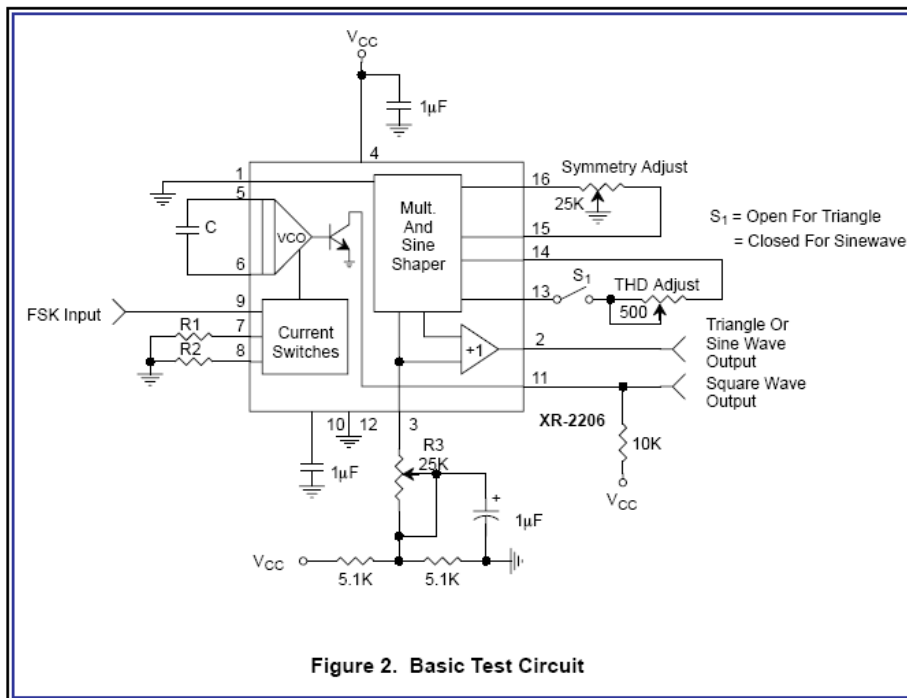 VCC
1µF
4
1
5
C
6
VCO
Mult.
And
Sine
Shaper
16
Symmetry Adjust
25K
15
14
S1 = Open For Triangle
= Closed For Sinewave
13
S1
THD Adjust
500
FSK Input
9
R1
7
R2
8
Current
Switches
+1
2
Triangle Or
Sine Wave
Output
11
Square Wave
Output
XR-2206
10
12
3
1µF
R3
25K
+
1µF
10K
VCC
VCC
5.1K
5.1K
Figure 2. Basic Test Circuit